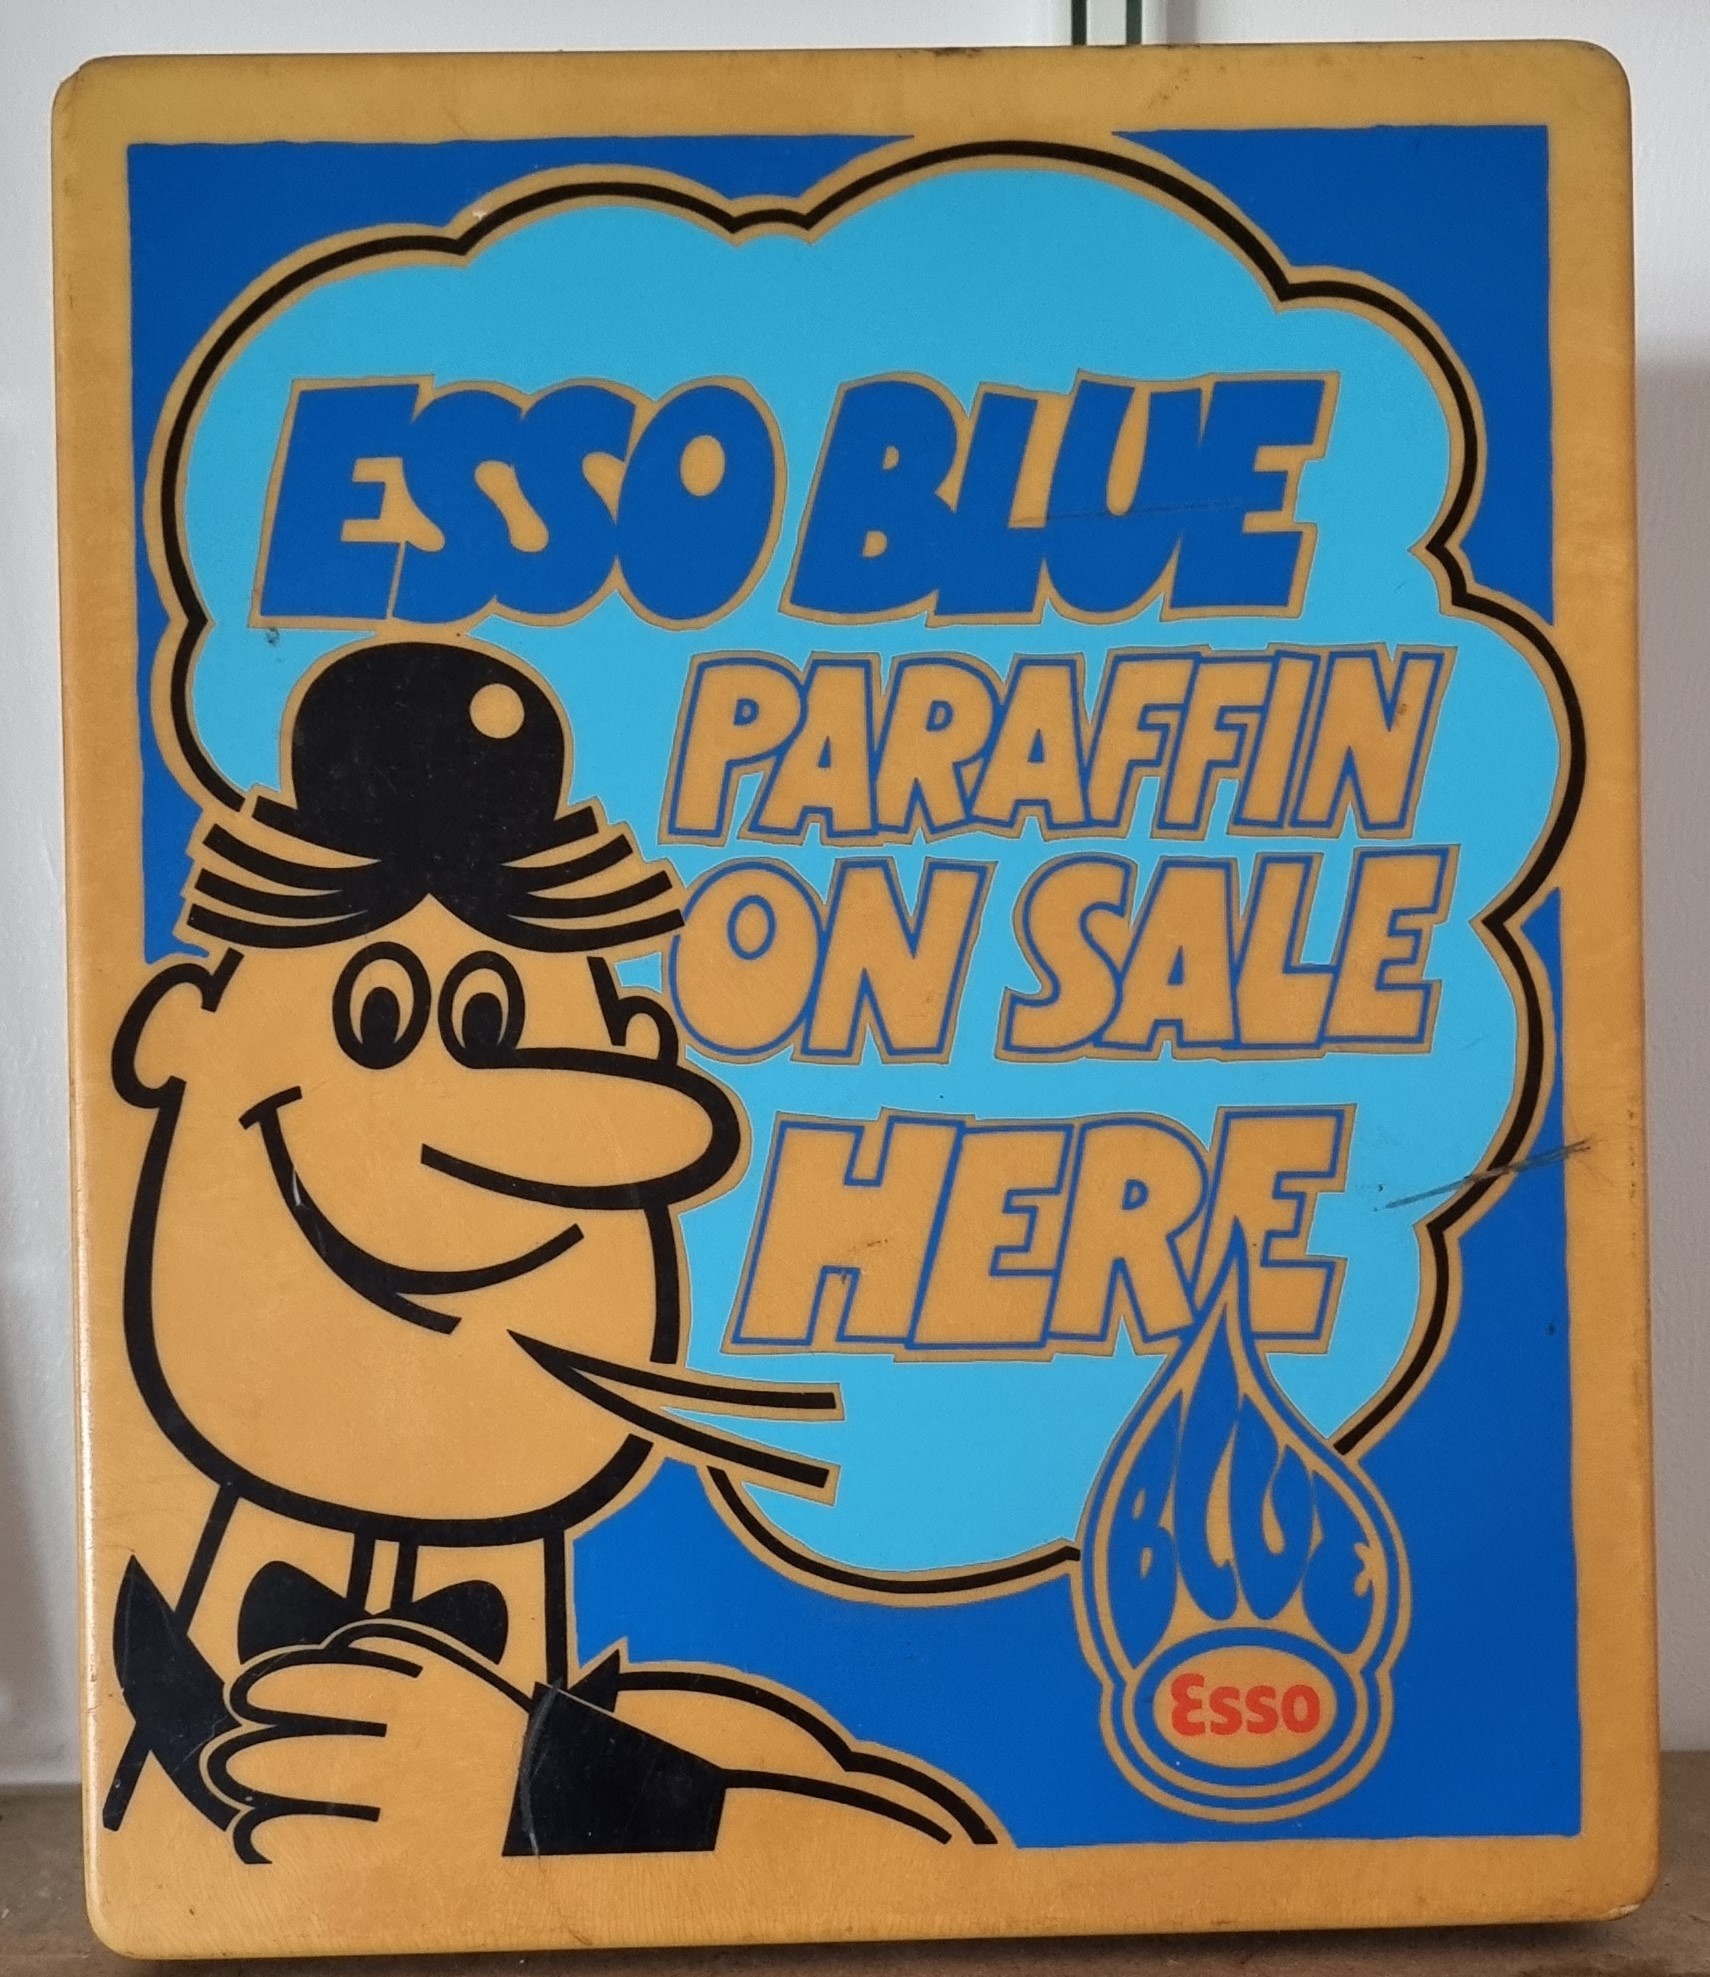 ESSO BLUE
PARAFFIN
ON SALE
HERE
BLUE
Esso